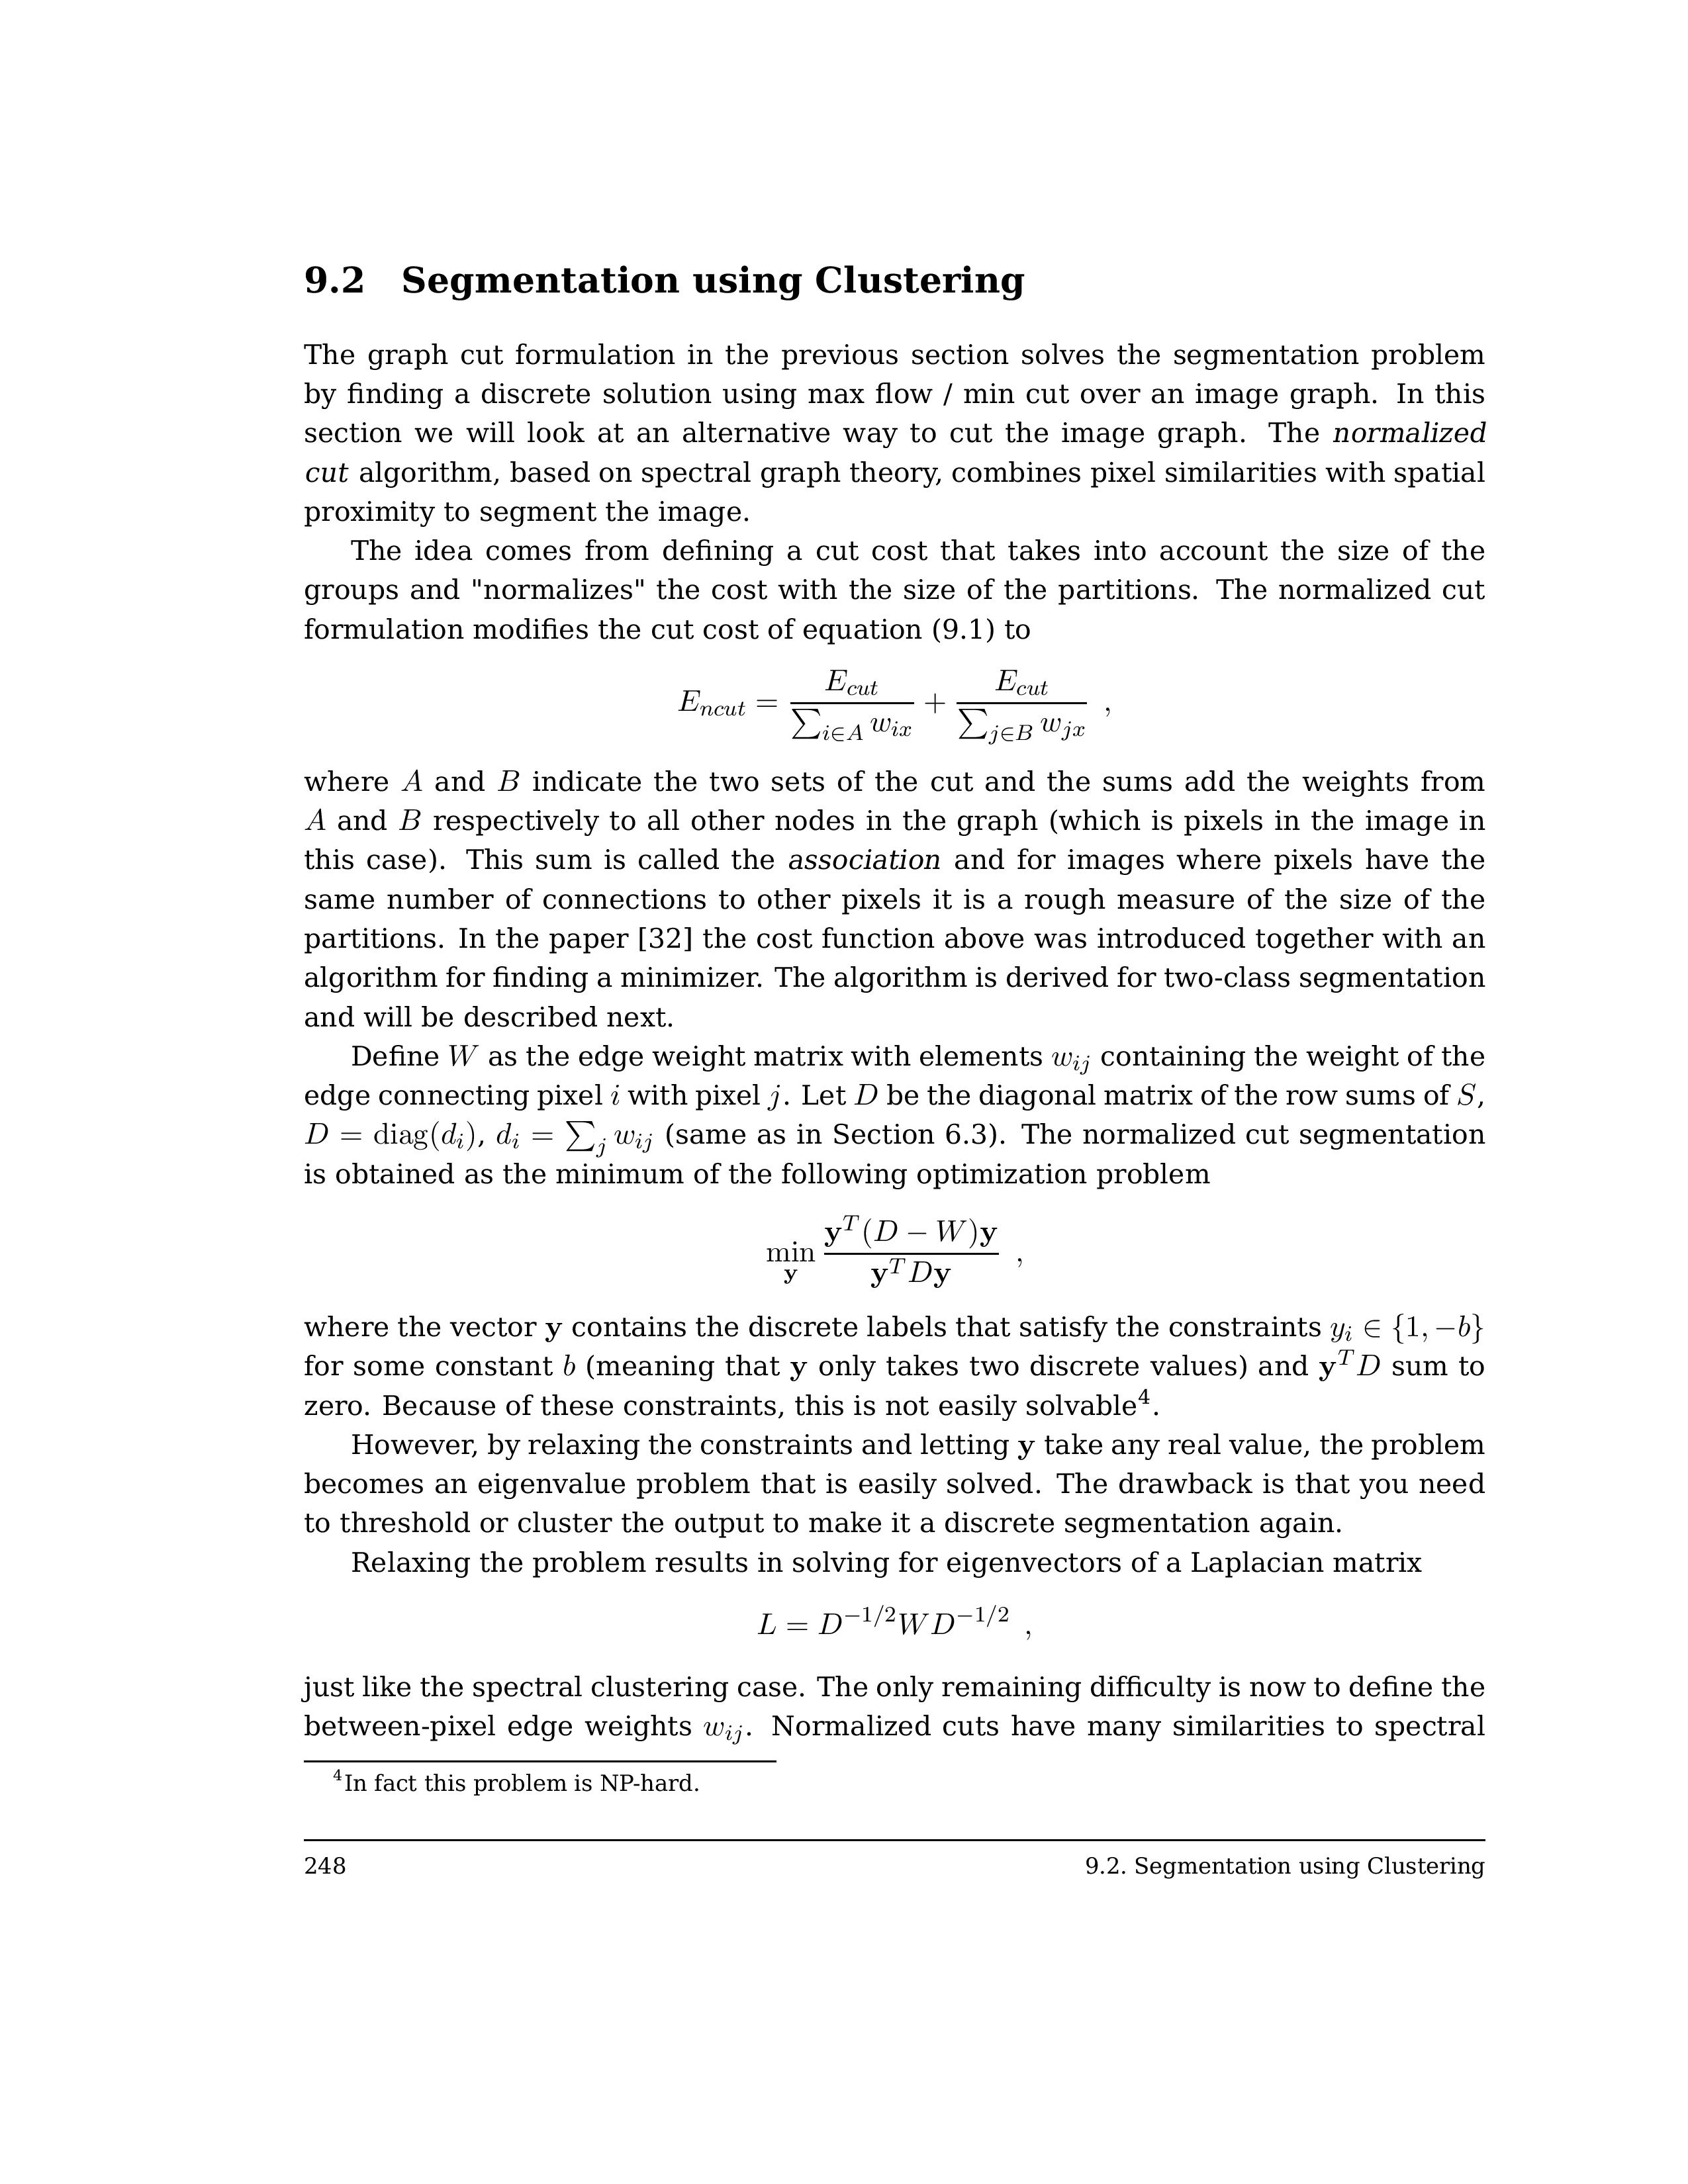 9.2 Segmentation using Clustering
The graph cut formulation in the previous section solves the segmentation problem
by finding a discrete solution using max flow / min cut over an image graph. In this
section we will look at an alternative way to cut the image graph. The normalized
cut algorithm, based on spectral graph theory, combines pixel similarities with spatial
proximity to segment the image.
The idea comes from defining a cut cost that takes into account the size of the
groups and "normalizes" the cost with the size of the partitions. The normalized cut
formulation modifies the cut cost of equation (9.1) to
$E_{ncut} = \frac{E_{cut}}{\sum_{i \in A} w_{ix}} + \frac{E_{cut}}{\sum_{j \in B} w_{jx}}$ ,
where $A$ and $B$ indicate the two sets of the cut and the sums add the weights from
$A$ and $B$ respectively to all other nodes in the graph (which is pixels in the image in
this case). This sum is called the association and for images where pixels have the
same number of connections to other pixels it is a rough measure of the size of the
partitions. In the paper [32] the cost function above was introduced together with an
algorithm for finding a minimizer. The algorithm is derived for two-class segmentation
and will be described next.
Define $W$ as the edge weight matrix with elements $w_{ij}$ containing the weight of the
edge connecting pixel $i$ with pixel $j$. Let $D$ be the diagonal matrix of the row sums of $S$,
$D = \mathrm{diag}(d_i)$, $d_i = \sum_j w_{ij}$ (same as in Section 6.3). The normalized cut segmentation
is obtained as the minimum of the following optimization problem
$\min_{\mathbf{y}} \frac{\mathbf{y}^T (D - W) \mathbf{y}}{\mathbf{y}^T D \mathbf{y}}$ ,
where the vector $\mathbf{y}$ contains the discrete labels that satisfy the constraints $y_i \in \{1, -b\}$
for some constant $b$ (meaning that $\mathbf{y}$ only takes two discrete values) and $\mathbf{y}^T D$ sum to
zero. Because of these constraints, this is not easily solvable$^4$.
However, by relaxing the constraints and letting $\mathbf{y}$ take any real value, the problem
becomes an eigenvalue problem that is easily solved. The drawback is that you need
to threshold or cluster the output to make it a discrete segmentation again.
Relaxing the problem results in solving for eigenvectors of a Laplacian matrix
$L = D^{-1/2} W D^{-1/2}$ ,
just like the spectral clustering case. The only remaining difficulty is now to define the
between-pixel edge weights $w_{ij}$. Normalized cuts have many similarities to spectral
$^4$In fact this problem is NP-hard.
248 9.2. Segmentation using Clustering